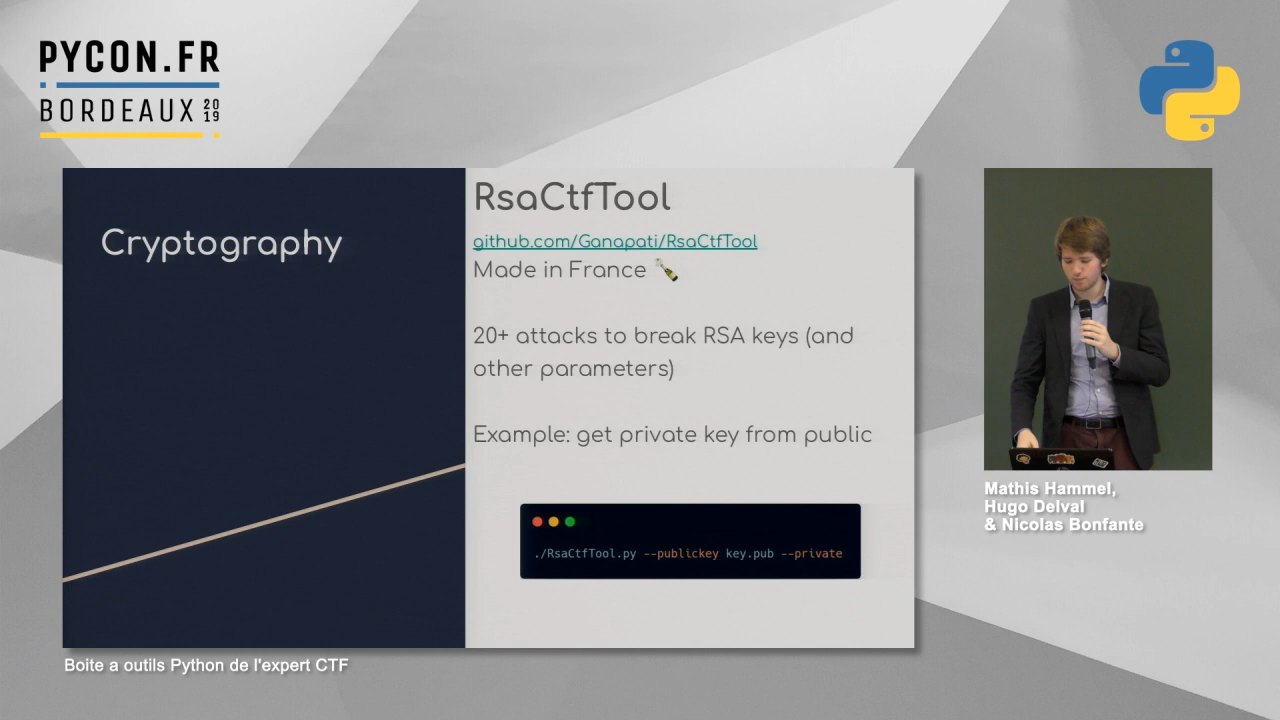 PYCON.FR
BORDEAUX 2019
Cryptography
RsaCtfTool
github.com/Ganapati/RsaCtfTool
Made in France
20+ attacks to break RSA keys (and
other parameters)
Example: get private key from public
./RsaCtfTool.py --publickey key.pub --private
Mathis Hammel,
Hugo Delval
& Nicolas Bonfante
Boite a outils Python de l'expert CTF